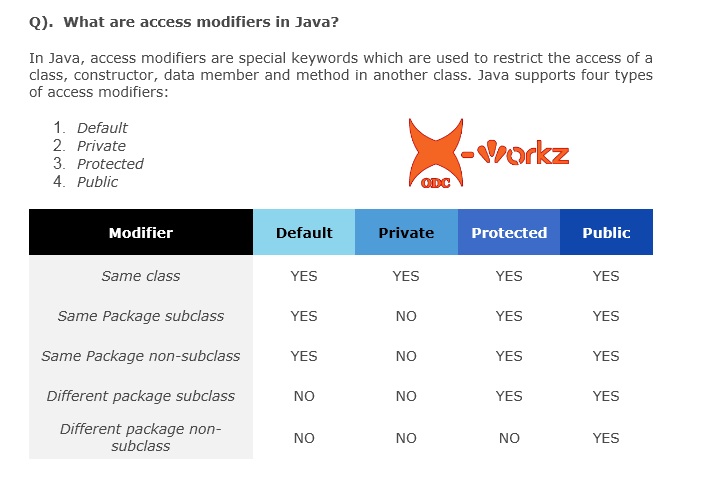 Q). What are access modifiers in Java?
In Java, access modifiers are special keywords which are used to restrict the access of a
class, constructor, data member and method in another class. Java supports four types
of access modifiers:
1. Default
2. Private
3. Protected
4. Public
X-Workz
ODC
Modifier Default Private Protected Public
Same class YES YES YES YES
Same Package subclass YES NO YES YES
Same Package non-subclass YES NO YES YES
Different package subclass NO NO YES YES
Different package non-
subclass NO NO NO YES